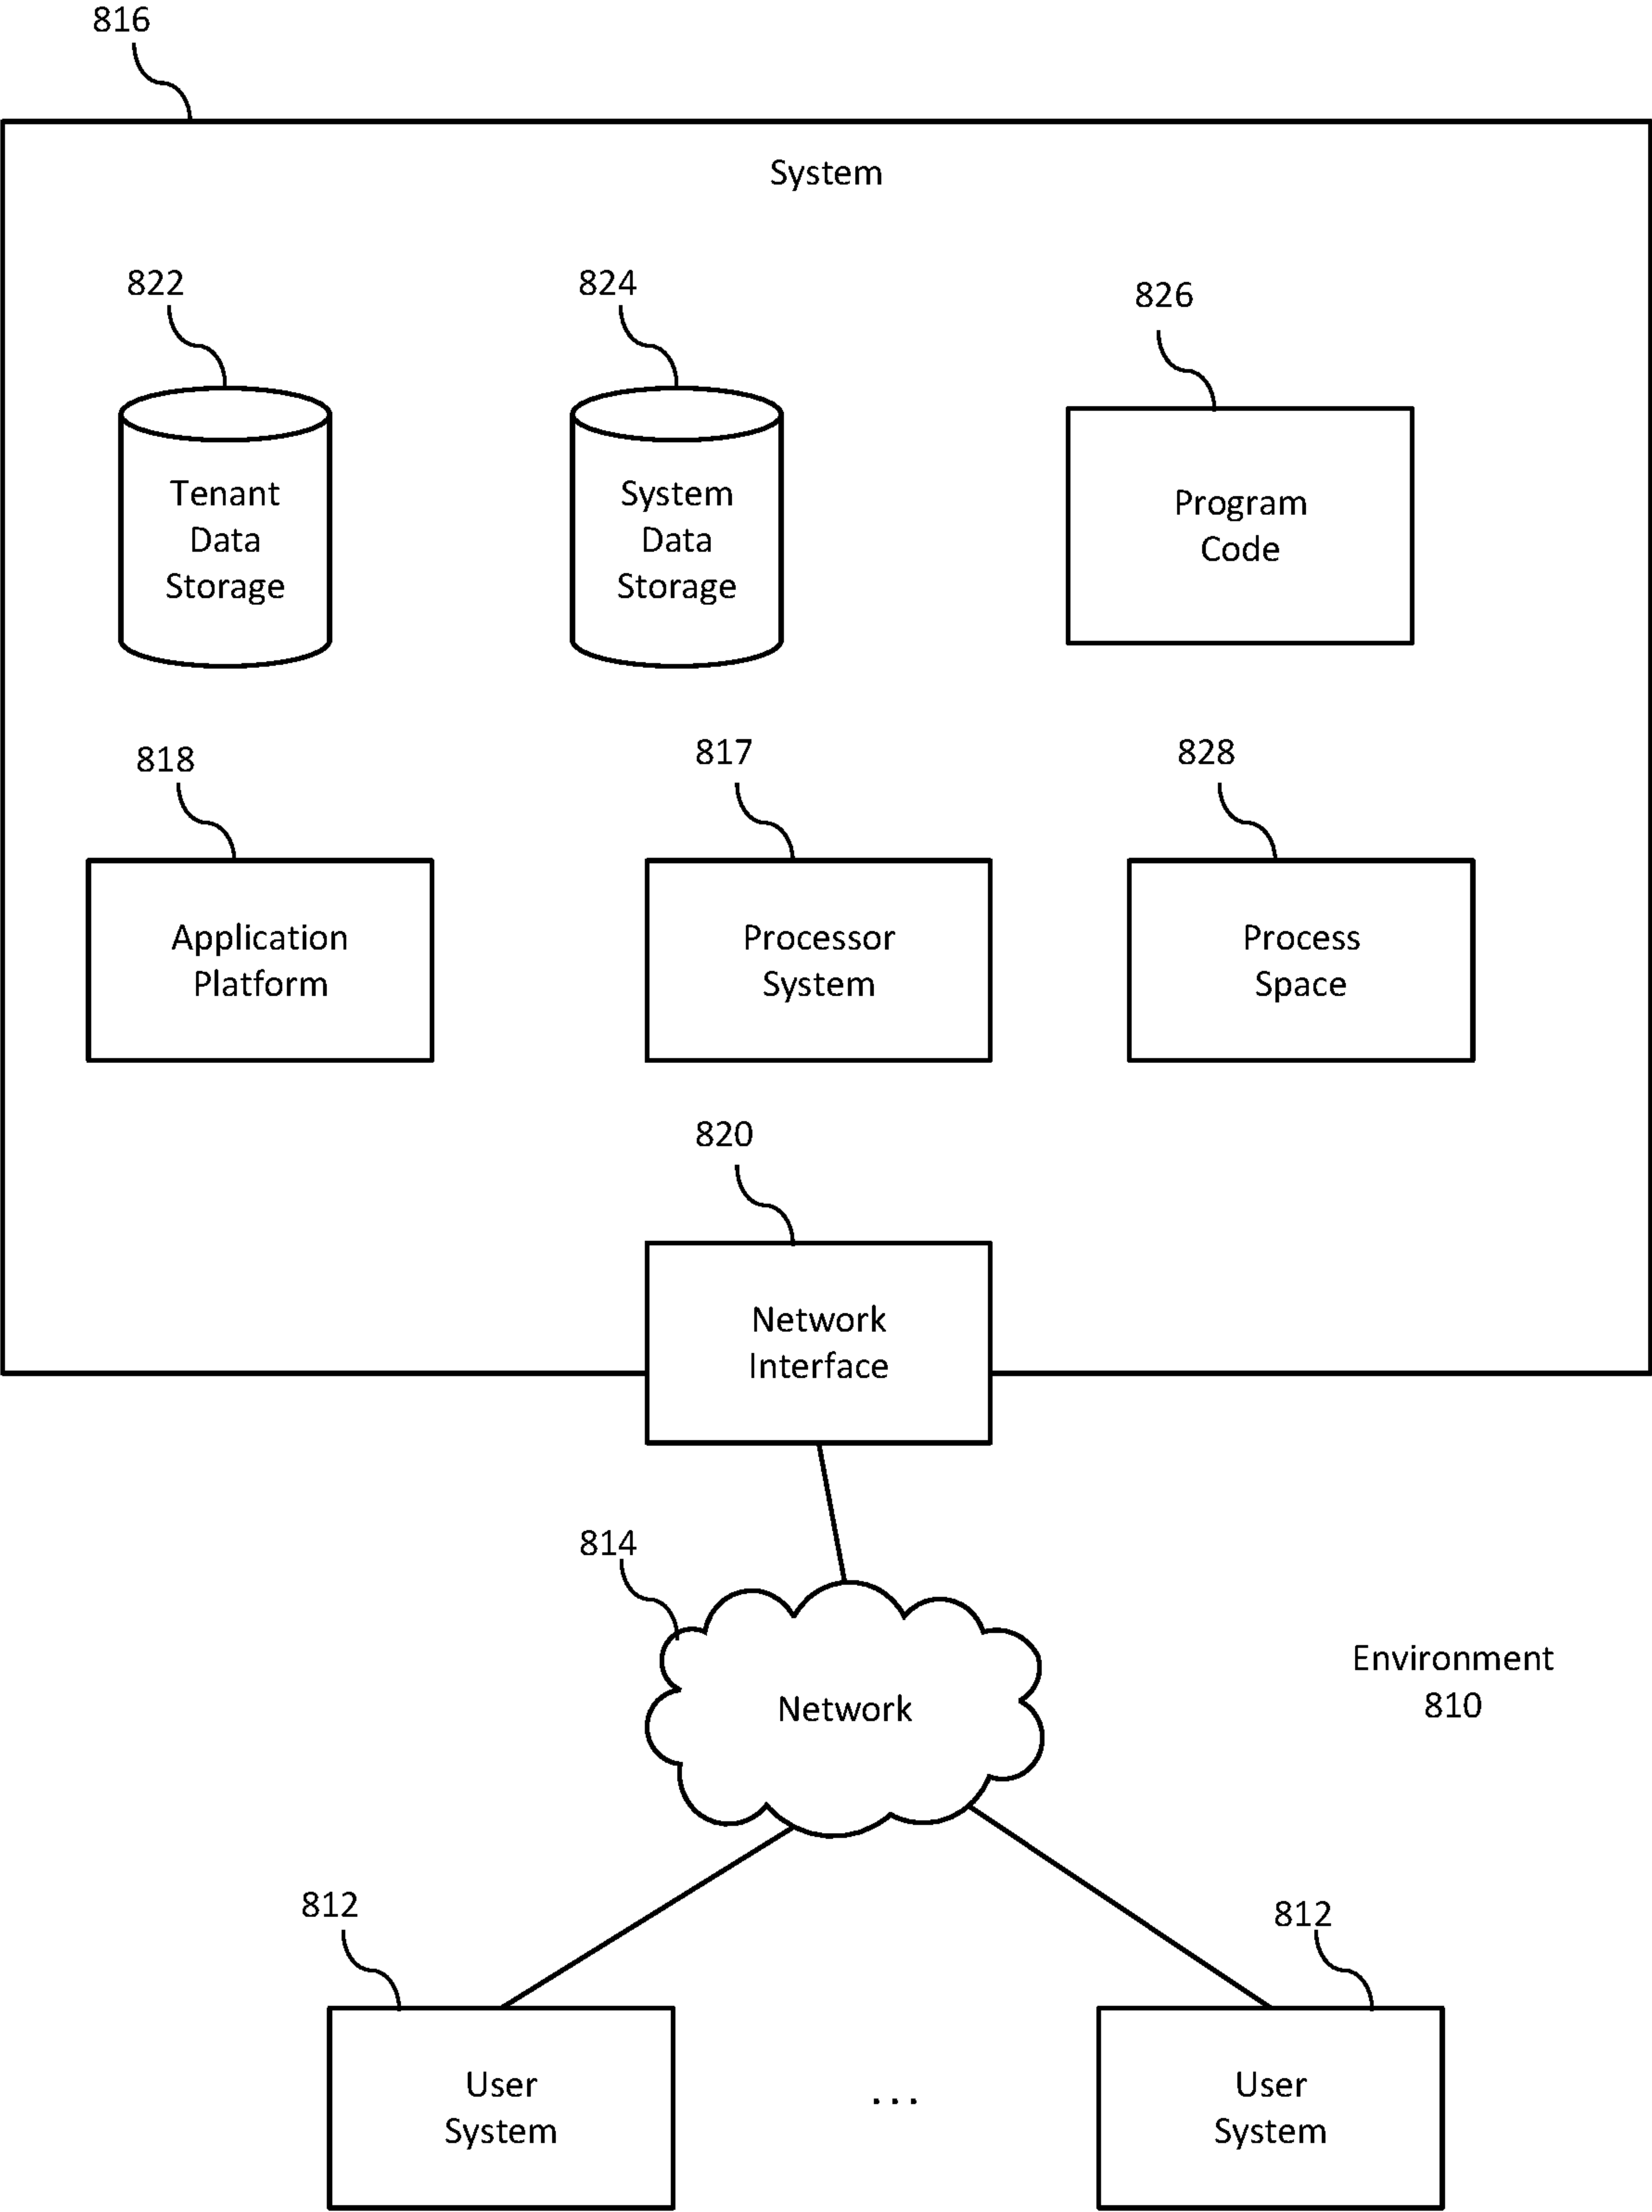 816
System
822
824
826
Tenant
Data
Storage
System
Data
Storage
Program
Code
818
817
828
Application
Platform
Processor
System
Process
Space
820
Network
Interface
814
Network
Environment
810
812
812
User
System
...
User
System